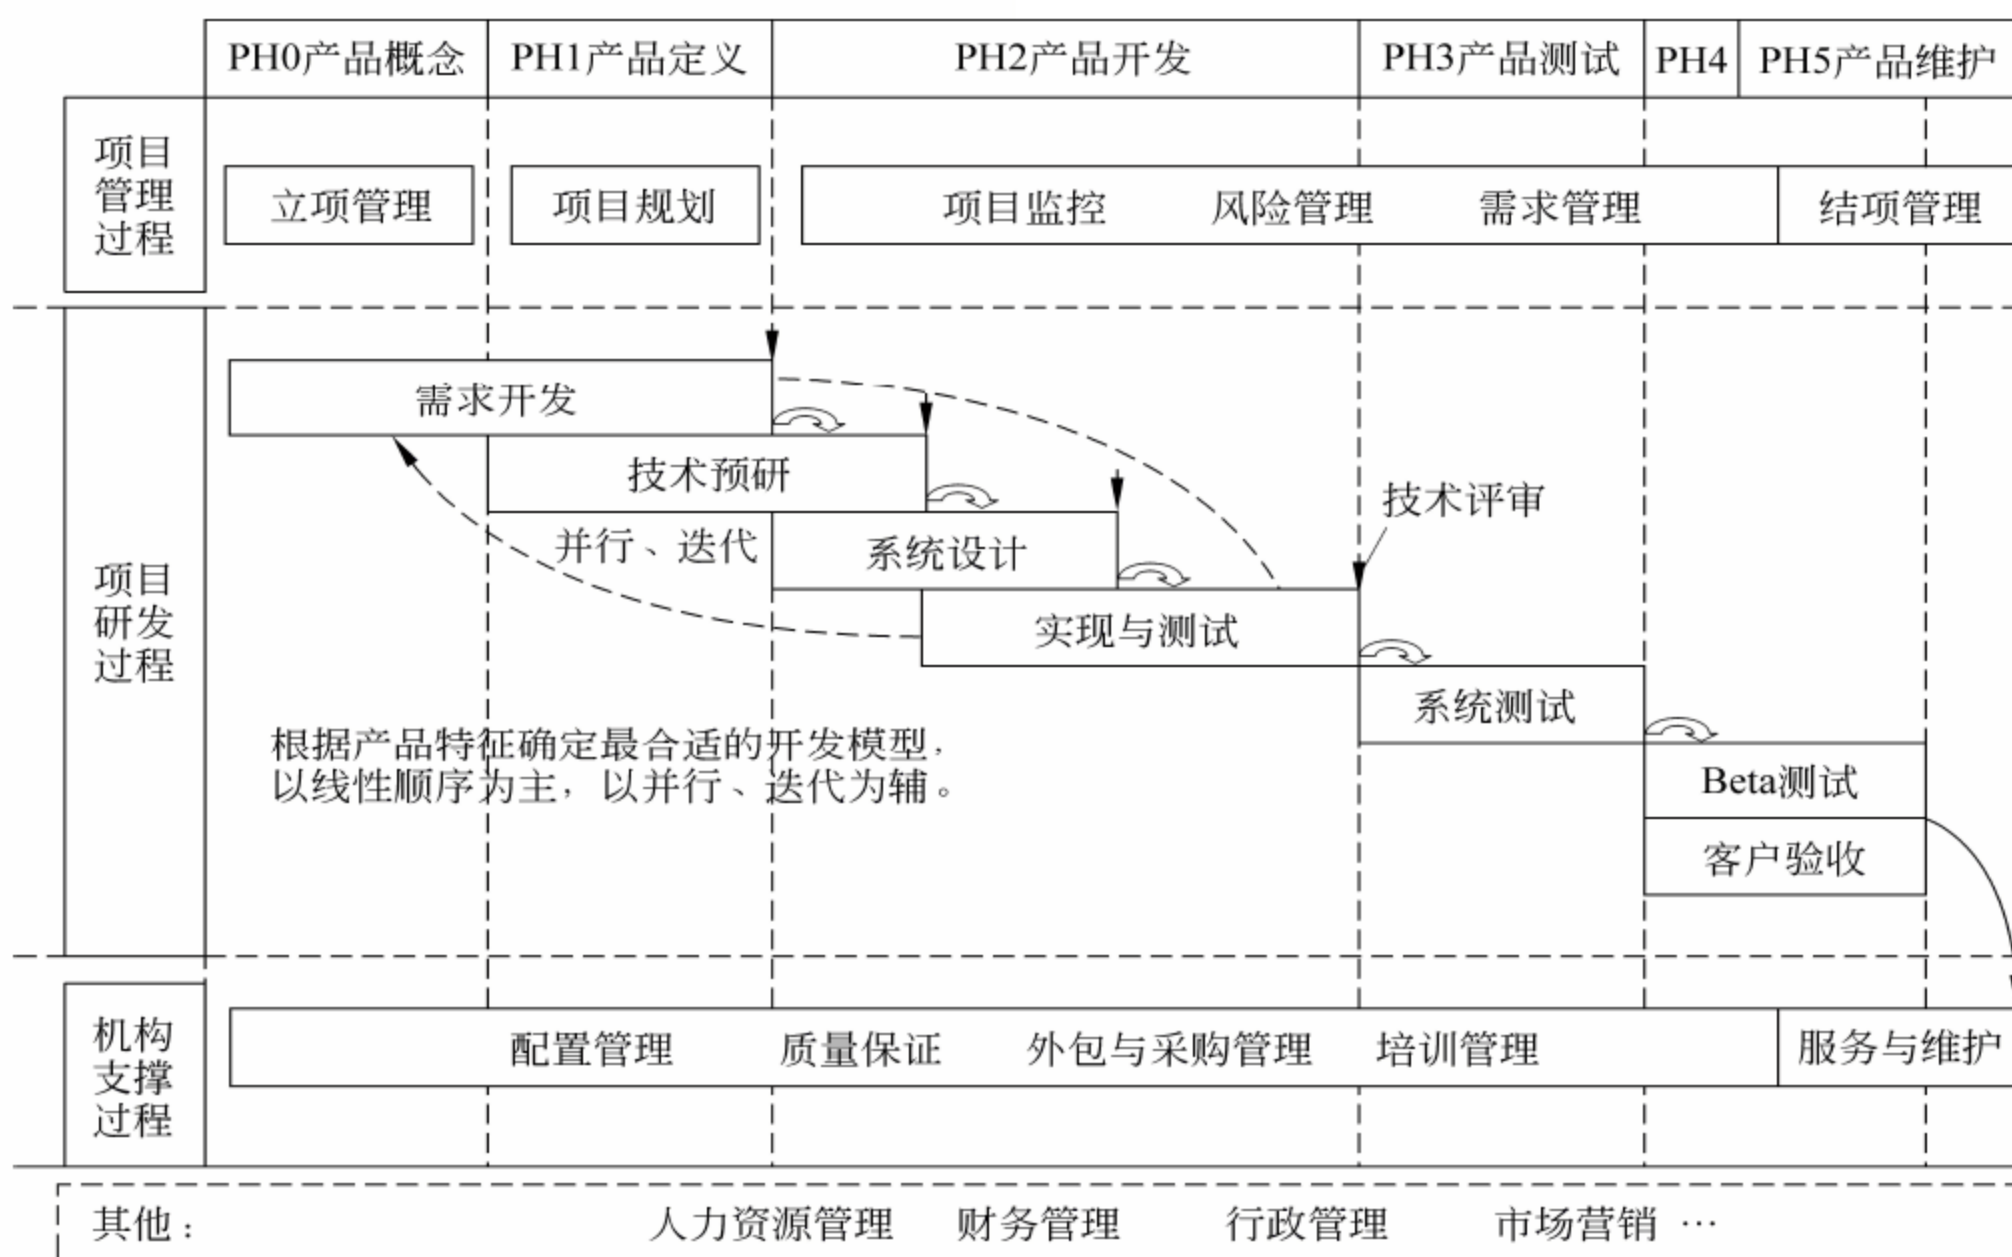 PH0产品概念 PH1产品定义 PH2产品开发 PH3产品测试 PH4 PH5产品维护
项目
管理
过程
立项管理 项目规划 项目监控 风险管理 需求管理 结项管理
需求开发
技术预研
技术评审
并行、迭代 系统设计
项目
研发
过程
实现与测试
系统测试
根据产品特征确定最合适的开发模型，
以线性顺序为主，以并行、迭代为辅。
Beta测试
客户验收
机构
支撑
过程
配置管理 质量保证 外包与采购管理 培训管理 服务与维护
其他： 人力资源管理 财务管理 行政管理 市场营销 …